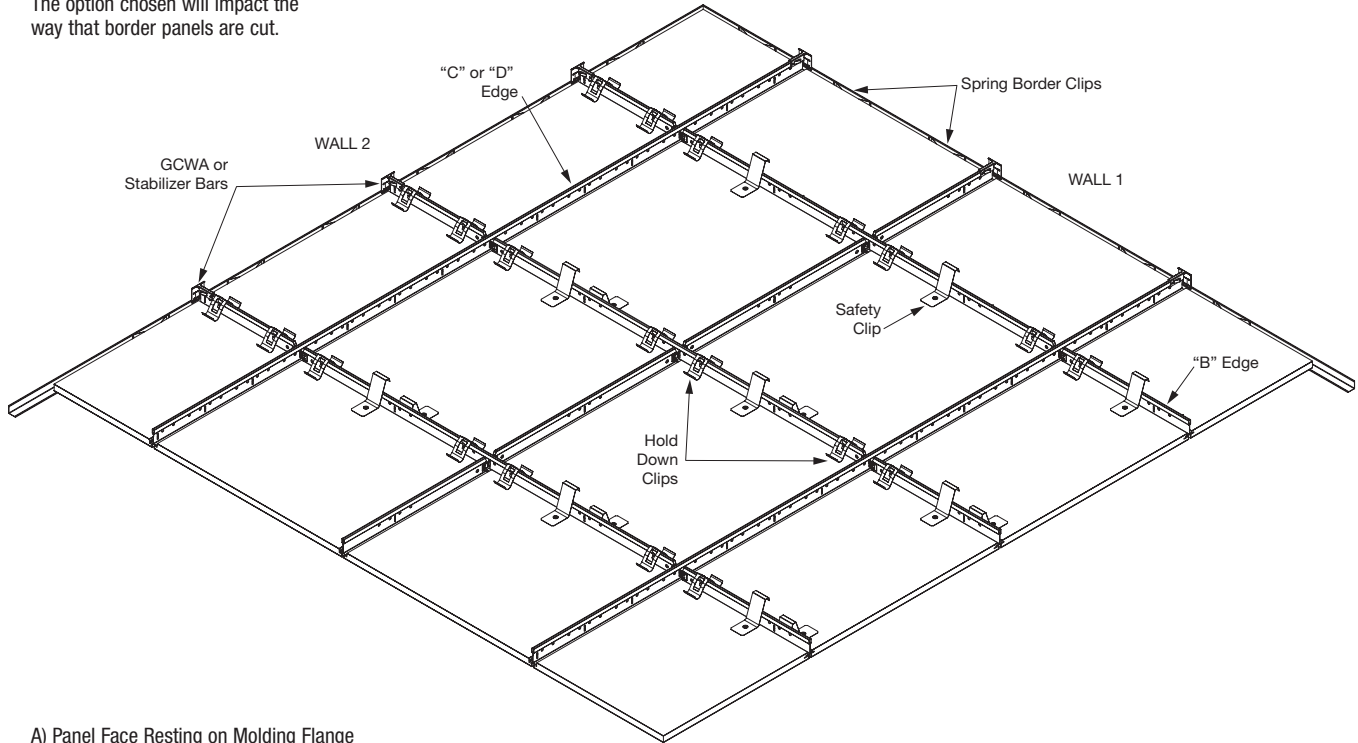 The option chosen will impact the
way that border panels are cut.
“C” or “D”
Edge
Spring Border Clips
WALL 2
GCWA or
Stabilizer Bars
WALL 1
Safety
Clip
“B” Edge
Hold
Down
Clips
A) Panel Face Resting on Molding Flange